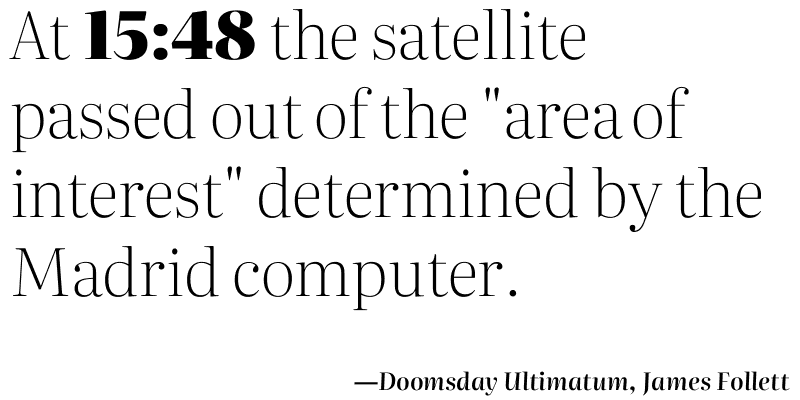 At 15:48 the satellite
passed out of the "area of
interest" determined by the
Madrid computer.
—Doomsday Ultimatum, James Follett